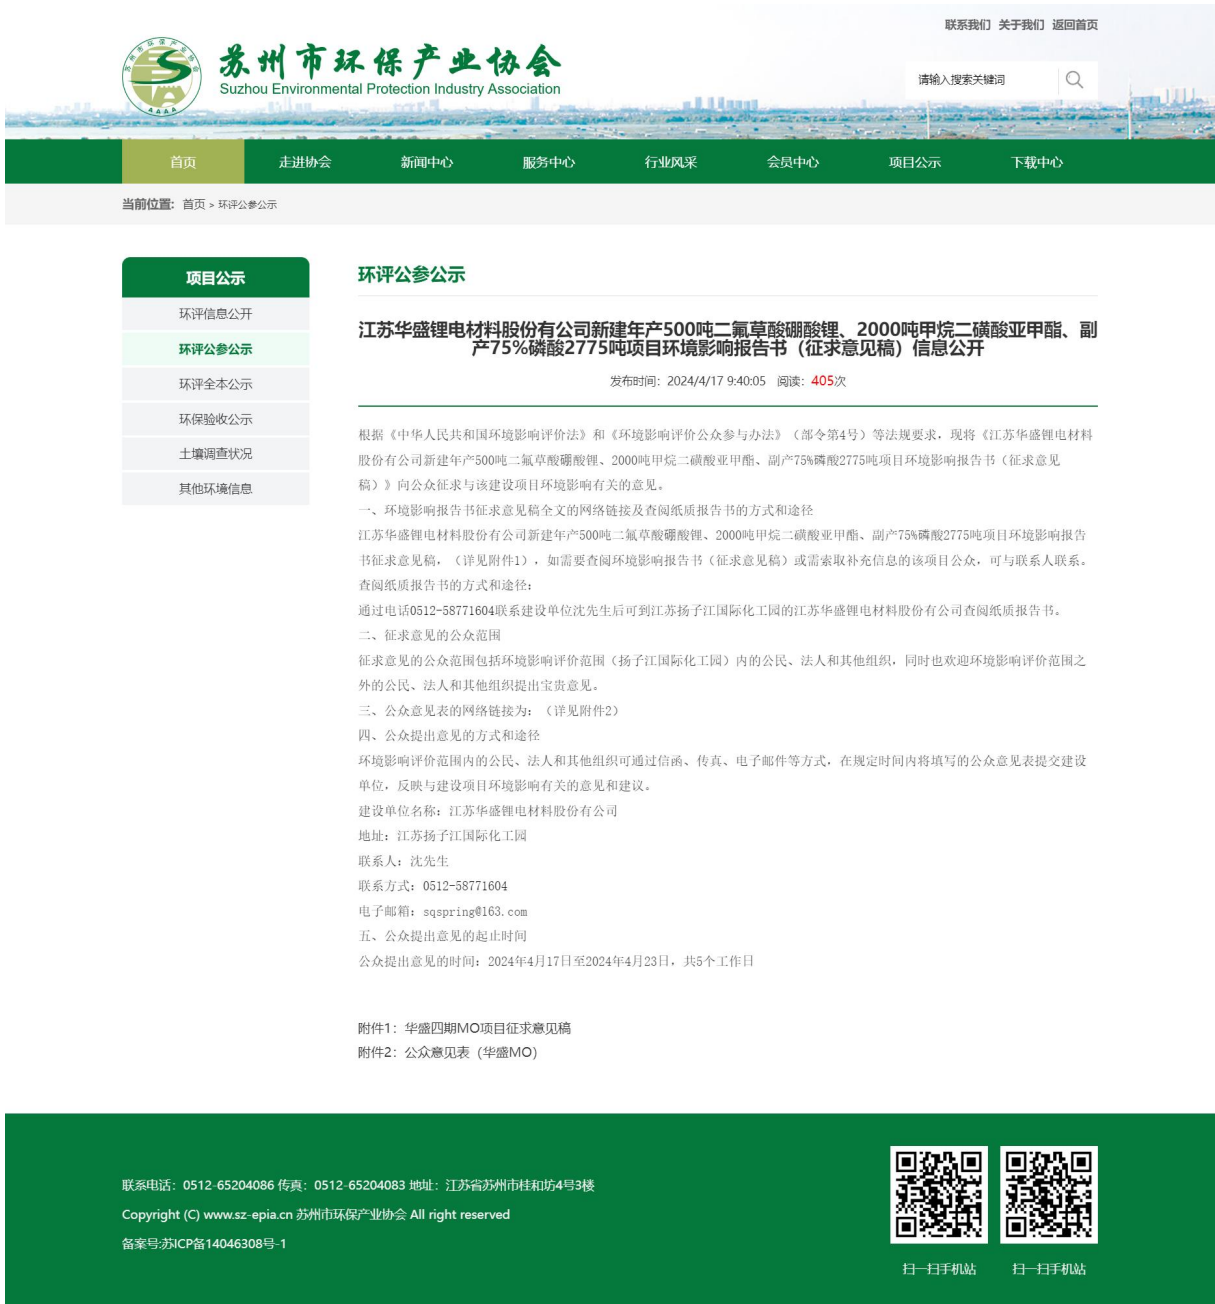 联系我们 关于我们 返回首页
苏州市环保产业协会
Suzhou Environmental Protection Industry Association
请输入搜索关键词
首页 走进协会 新闻中心 服务中心 行业风采 会员中心 项目公示 下载中心
当前位置： 首页 > 环评公参公示
项目公示
环评信息公开
环评公参公示
环评全本公示
环保验收公示
土壤调查状况
其他环境信息
环评公参公示
江苏华盛锂电材料股份有公司新建年产500吨二氟草酸硼酸锂、2000吨甲烷二磺酸亚甲酯、副
产75%磷酸2775吨项目环境影响报告书（征求意见稿）信息公开
发布时间：2024/4/17 9:40:05 阅读：405次
根据《中华人民共和国环境影响评价法》和《环境影响评价公众参与办法》（部令第4号）等法规要求，现将《江苏华盛锂电材料
股份有公司新建年产500吨二氟草酸硼酸锂、2000吨甲烷二磺酸亚甲酯、副产75%磷酸2775吨项目环境影响报告书（征求意见
稿）》向公众征求与该建设项目环境影响有关的意见。
一、环境影响报告书征求意见稿全文的网络链接及查阅纸质报告书的方式和途径
江苏华盛锂电材料股份有公司新建年产500吨二氟草酸硼酸锂、2000吨甲烷二磺酸亚甲酯、副产75%磷酸2775吨项目环境影响报告
书征求意见稿，（详见附件1），如需要查阅环境影响报告书（征求意见稿）或需索取补充信息的该项目公众，可与联系人联系。
查阅纸质报告书的方式和途径：
通过电话0512-58771604联系建设单位沈先生后可到江苏扬子江国际化工园的江苏华盛锂电材料股份有公司查阅纸质报告书。
二、征求意见的公众范围
征求意见的公众范围包括环境影响评价范围（扬子江国际化工园）内的公民、法人和其他组织，同时也欢迎环境影响评价范围之
外的公民、法人和其他组织提出宝贵意见。
三、公众意见表的网络链接为：（详见附件2）
四、公众提出意见的方式和途径
环境影响评价范围内的公民、法人和其他组织可通过信函、传真、电子邮件等方式，在规定时间内将填写的公众意见表提交建设
单位，反映与建设项目环境影响有关的意见和建议。
建设单位名称：江苏华盛锂电材料股份有公司
地址：江苏扬子江国际化工园
联系人：沈先生
联系方式：0512-58771604
电子邮箱：sqspring@163.com
五、公众提出意见的起止时间
公众提出意见的时间：2024年4月17日至2024年4月23日，共5个工作日
附件1：华盛四期MO项目征求意见稿
附件2：公众意见表（华盛MO）
联系电话：0512-65204086 传真：0512-65204083 地址：江苏省苏州市桂和坊4号3楼
Copyright (C) www.sz-epia.cn 苏州市环保产业协会 All right reserved
备案号:苏ICP备14046308号-1
扫一扫手机站 扫一扫手机站